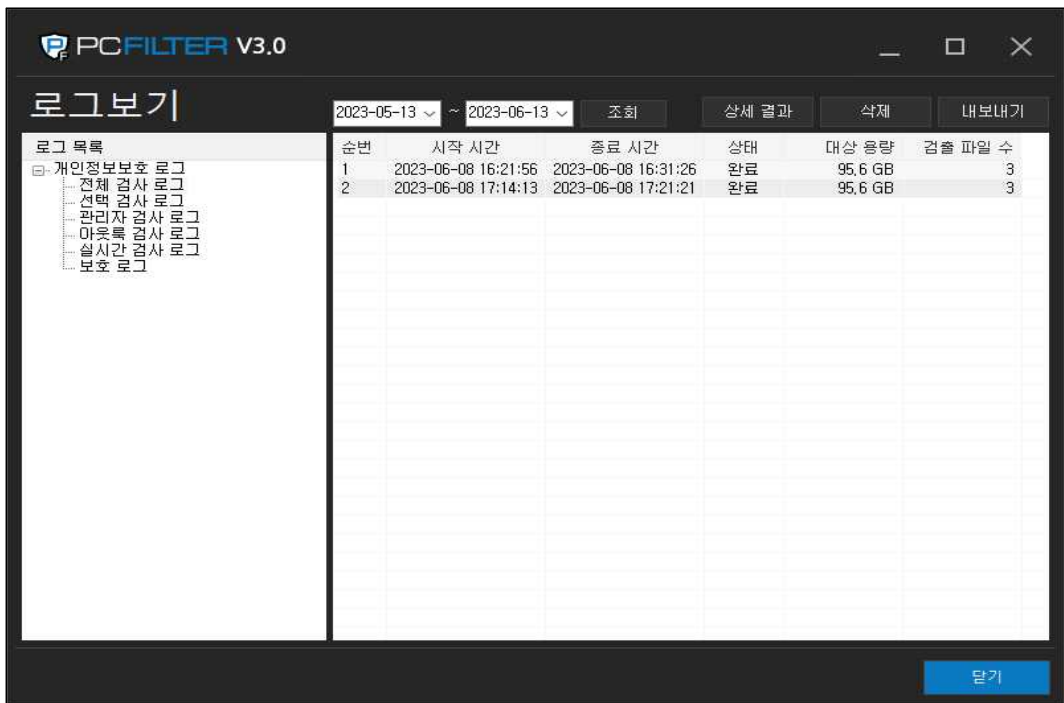 PCFILTER V3.0
로그보기
2023-05-13 ~ 2023-06-13 조회 상세 결과 삭제 내보내기
로그 목록
개인정보보호 로그
전체 검사 로그
선택 검사 로그
관리자 검사 로그
아웃룩 검사 로그
실시간 검사 로그
보호 로그
순번 시작 시간 종료 시간 상태 대상 용량 검출 파일 수
1 2023-06-08 16:21:56 2023-06-08 16:31:26 완료 95,6 GB 3
2 2023-06-08 17:14:13 2023-06-08 17:21:21 완료 95,6 GB 3
닫기